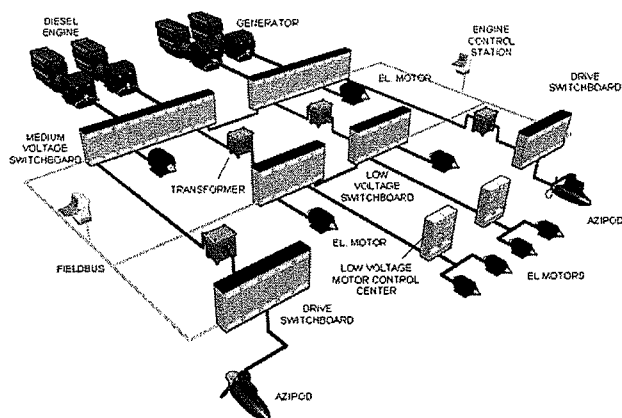 DIESEL
ENGINE
GENERATOR
ENGINE
CONTROL
STATION
DRIVE
SWITCHBOARD
EL. MOTOR
MEDIUM
VOLTAGE
SWITCHBOARD
TRANSFORMER
LOW
VOLTAGE
SWITCHBOARD
AZIPOD
FIELDBUS
EL. MOTOR
LOW VOLTAGE
MOTOR CONTROL
CENTER
EL MOTORS
DRIVE
SWITCHBOARD
AZIPOD